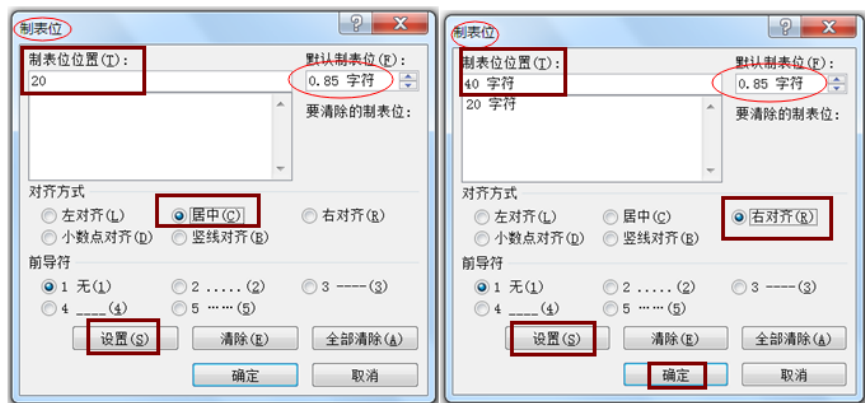 制表位
制表位位置(T):
默认制表位(F):
20
0.85 字符
要清除的制表位:
对齐方式
左对齐(L)
居中(C)
右对齐(R)
小数点对齐(D)
竖线对齐(B)
前导符
1 无(1)
2 .....(2)
3 ----(3)
4 ____(4)
5 ……(5)
设置(S)
清除(E)
全部清除(A)
确定
取消
制表位
制表位位置(T):
默认制表位(F):
40 字符
0.85 字符
20 字符
要清除的制表位:
对齐方式
左对齐(L)
居中(C)
右对齐(R)
小数点对齐(D)
竖线对齐(B)
前导符
1 无(1)
2 .....(2)
3 ----(3)
4 ____(4)
5 ……(5)
设置(S)
清除(E)
全部清除(A)
确定
取消